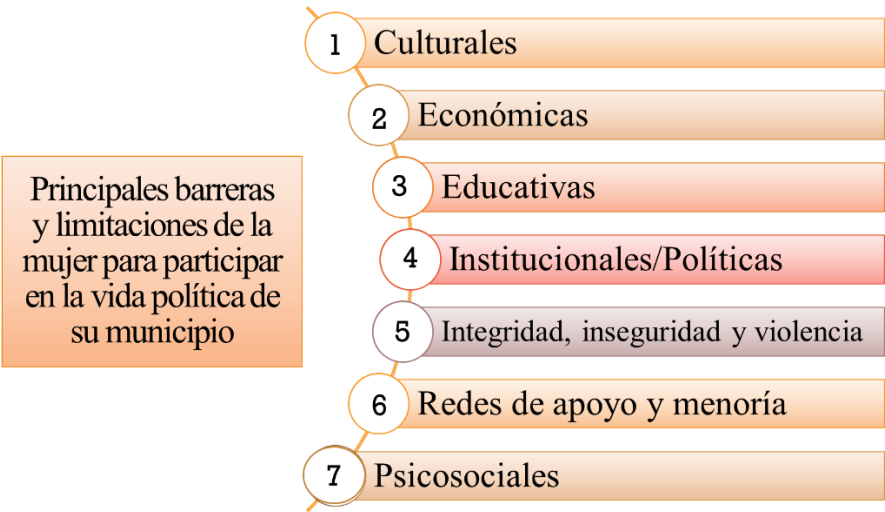 Principales barreras
y limitaciones de la
mujer para participar
en la vida política de
su municipio
1 Culturales
2 Económicas
3 Educativas
4 Institucionales/Políticas
5 Integridad, inseguridad y violencia
6 Redes de apoyo y menoría
7 Psicosociales